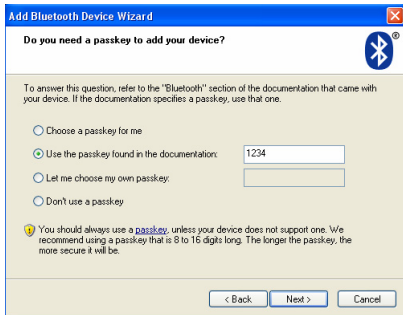 Add Bluetooth Device Wizard
Do you need a passkey to add your device?
®
To answer this question, refer to the "Bluetooth" section of the documentation that came with
your device. If the documentation specifies a passkey, use that one.
Choose a passkey for me
Use the passkey found in the documentation: 1234
Let me choose my own passkey:
Don't use a passkey
You should always use a passkey, unless your device does not support one. We
recommend using a passkey that is 8 to 16 digits long. The longer the passkey, the
more secure it will be.
< Back Next > Cancel